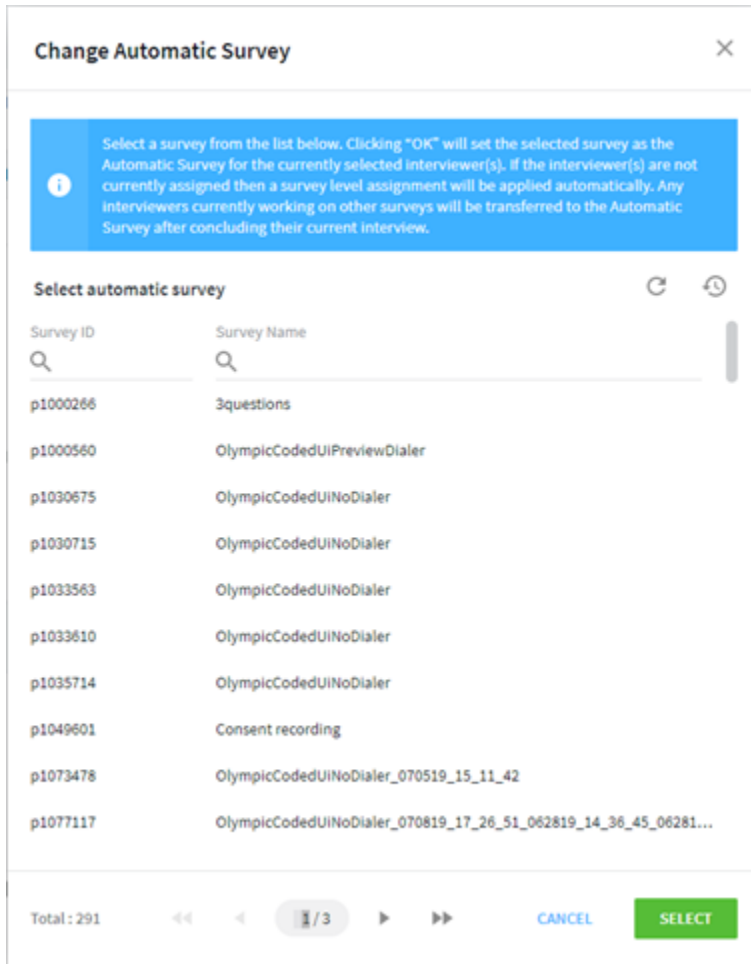 Change Automatic Survey
Select a survey from the list below. Clicking “OK” will set the selected survey as the
Automatic Survey for the currently selected interviewer(s). If the interviewer(s) are not
currently assigned then a survey level assignment will be applied automatically. Any
interviewers currently working on other surveys will be transferred to the Automatic
Survey after concluding their current interview.
Select automatic survey
Survey ID Survey Name
p1000266 3questions
p1000560 OlympicCodedUiPreviewDialer
p1030675 OlympicCodedUiNoDialer
p1030715 OlympicCodedUiNoDialer
p1033563 OlympicCodedUiNoDialer
p1033610 OlympicCodedUiNoDialer
p1035714 OlympicCodedUiNoDialer
p1049601 Consent recording
p1073478 OlympicCodedUiNoDialer_070519_15_11_42
p1077117 OlympicCodedUiNoDialer_070819_17_26_51_062819_14_36_45_06281...
Total : 291 1 / 3 CANCEL SELECT